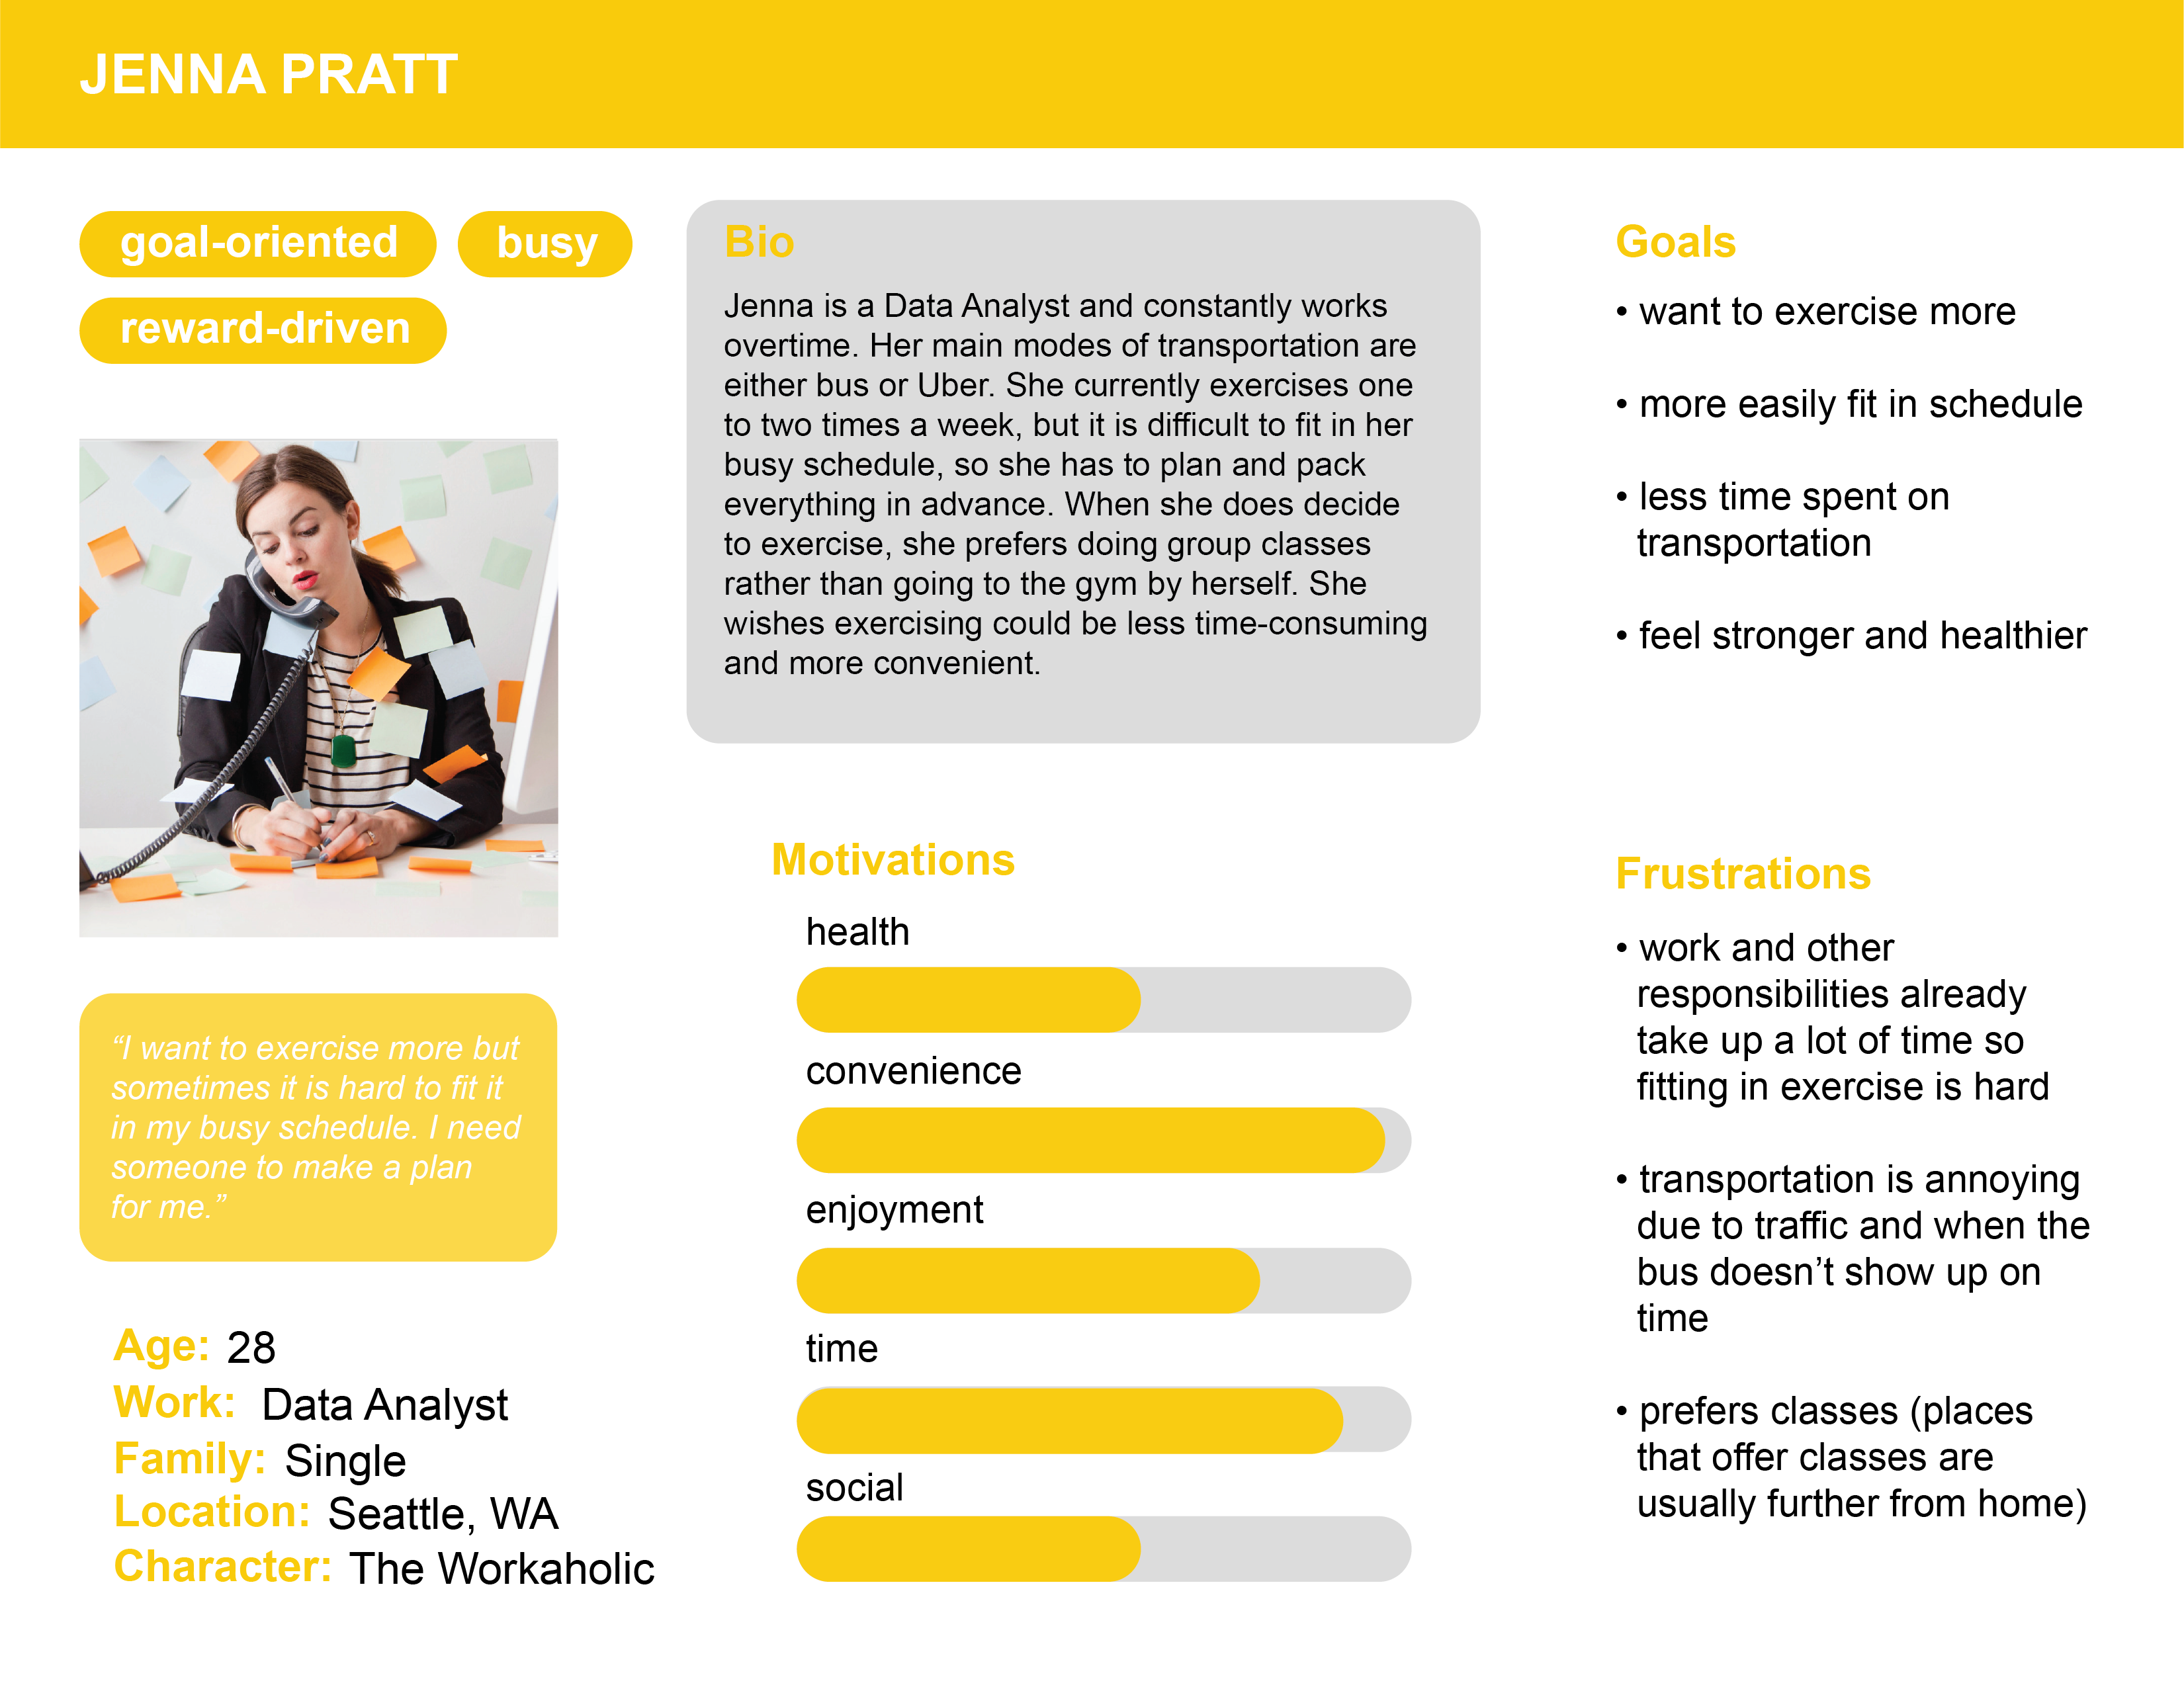 JENNA PRATT
goal-oriented
busy
reward-driven
“I want to exercise more but
sometimes it is hard to fit it
in my busy schedule. I need
someone to make a plan
for me.”
Age: 28
Work: Data Analyst
Family: Single
Location: Seattle, WA
Character: The Workaholic
Bio
Jenna is a Data Analyst and constantly works
overtime. Her main modes of transportation are
either bus or Uber. She currently exercises one
to two times a week, but it is difficult to fit in her
busy schedule, so she has to plan and pack
everything in advance. When she does decide
to exercise, she prefers doing group classes
rather than going to the gym by herself. She
wishes exercising could be less time-consuming
and more convenient.
Motivations
health
convenience
enjoyment
time
social
Goals
• want to exercise more
• more easily fit in schedule
• less time spent on
transportation
• feel stronger and healthier
Frustrations
• work and other
responsibilities already
take up a lot of time so
fitting in exercise is hard
• transportation is annoying
due to traffic and when the
bus doesn’t show up on
time
• prefers classes (places
that offer classes are
usually further from home)